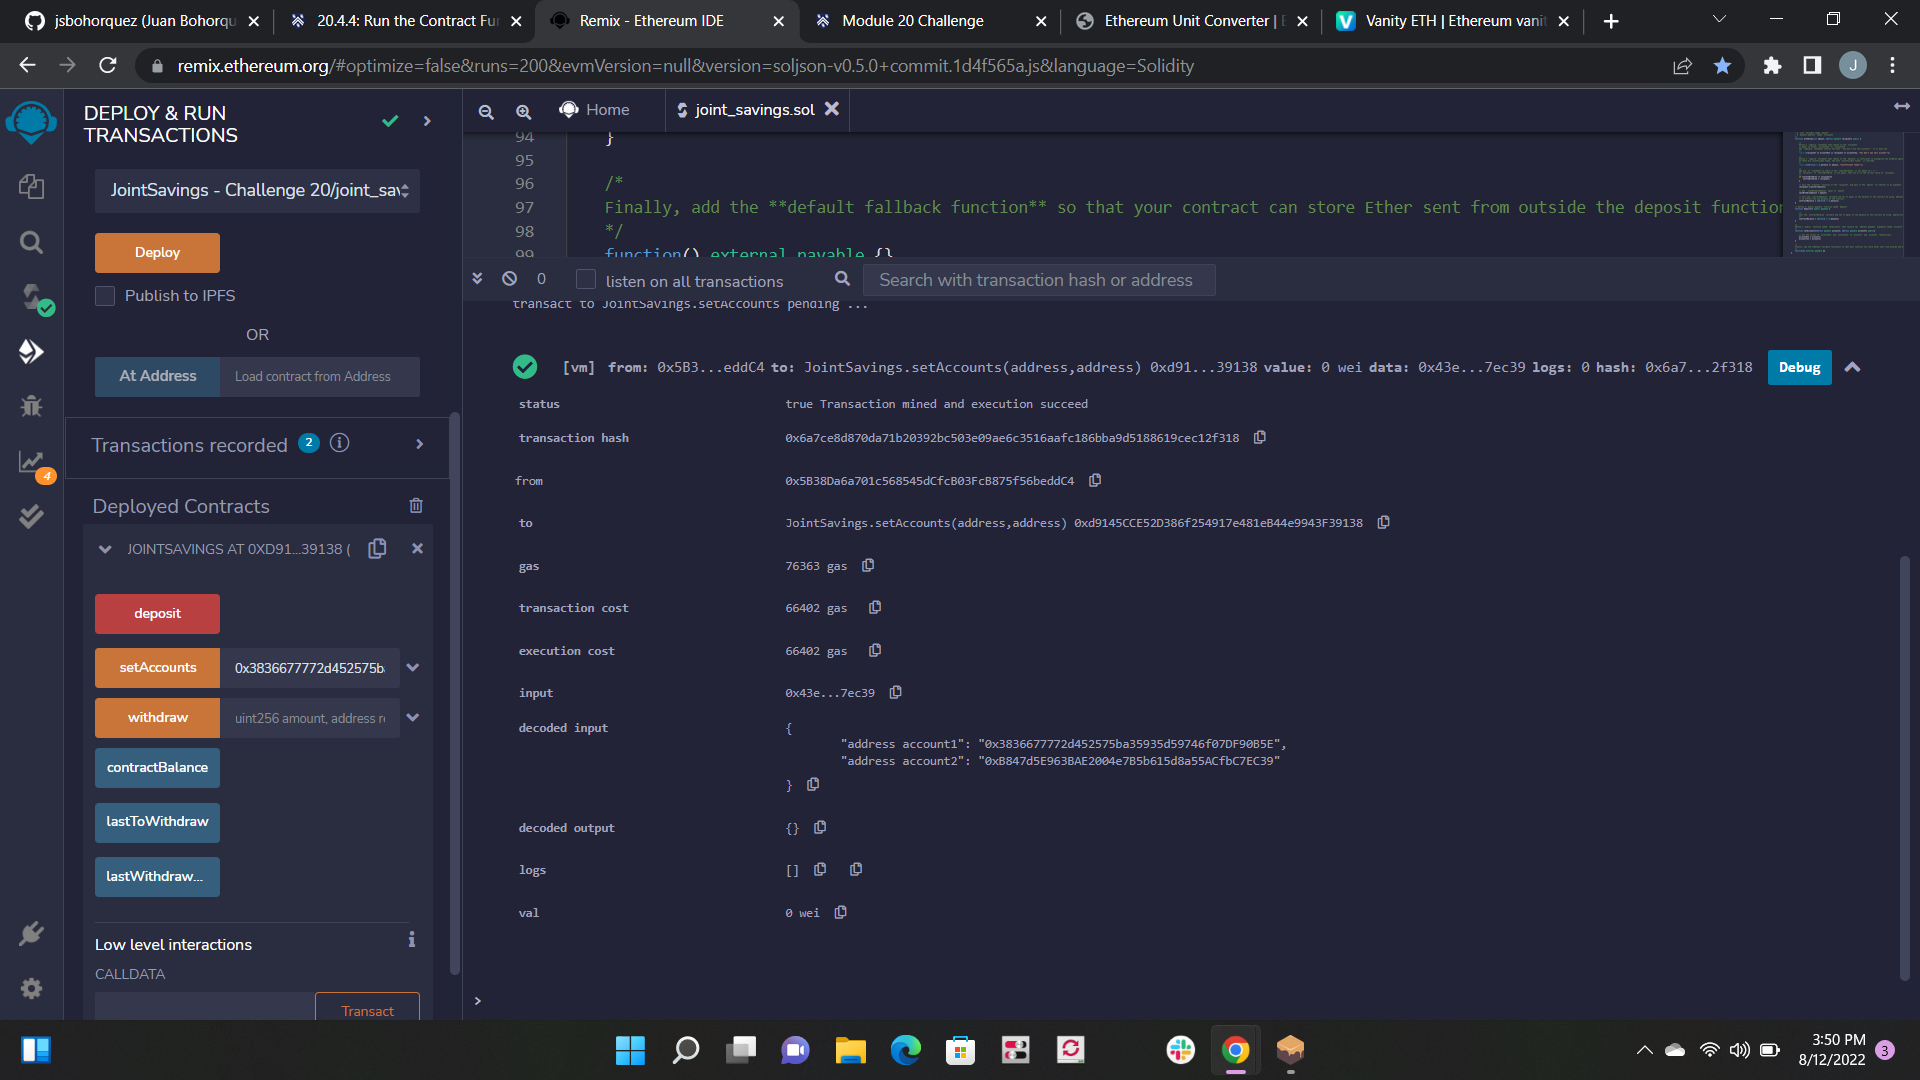 jsbohorquez (Juan Bohorqu
20.4.4: Run the Contract Fun
Remix - Ethereum IDE
Module 20 Challenge
Ethereum Unit Converter |
Vanity ETH | Ethereum vanit
remix.ethereum.org/#optimize=false&runs=200&evmVersion=null&version=soljson-v0.5.0+commit.1d4f565a.js&language=Solidity
J
DEPLOY & RUN
TRANSACTIONS
JointSavings - Challenge 20/joint_sav
Deploy
Publish to IPFS
OR
At Address
Load contract from Address
Transactions recorded 2
Deployed Contracts
JOINTSAVINGS AT 0XD91...39138 (
deposit
setAccounts
0x3836677772d452575b
withdraw
uint256 amount, address re
contractBalance
lastToWithdraw
lastWithdraw...
Low level interactions
CALLDATA
Transact
4
Home
joint_savings.sol
94 }
95
96 /*
97 Finally, add the **default fallback function** so that your contract can store Ether sent from outside the deposit function
98 */
99 function() external payable {}
0
listen on all transactions
Search with transaction hash or address
transact to JointSavings.setAccounts pending ...
[vm] from: 0x5B3...eddC4 to: JointSavings.setAccounts(address,address) 0xd91...39138 value: 0 wei data: 0x43e...7ec39 logs: 0 hash: 0x6a7...2f318
Debug
status true Transaction mined and execution succeed
transaction hash 0x6a7ce8d870da71b20392bc503e09ae6c3516aafc186bba9d5188619cec12f318
from 0x5B38Da6a701c568545dCfcB03FcB875f56beddC4
to JointSavings.setAccounts(address,address) 0xd9145CCE52D386f254917e481eB44e9943F39138
gas 76363 gas
transaction cost 66402 gas
execution cost 66402 gas
input 0x43e...7ec39
decoded input {
"address account1": "0x3836677772d452575ba35935d59746f07DF90B5E",
"address account2": "0xB847d5E963BAE2004e7B5b615d8a55ACfbC7EC39"
}
decoded output {}
logs []
val 0 wei
>
3:50 PM
8/12/2022
3